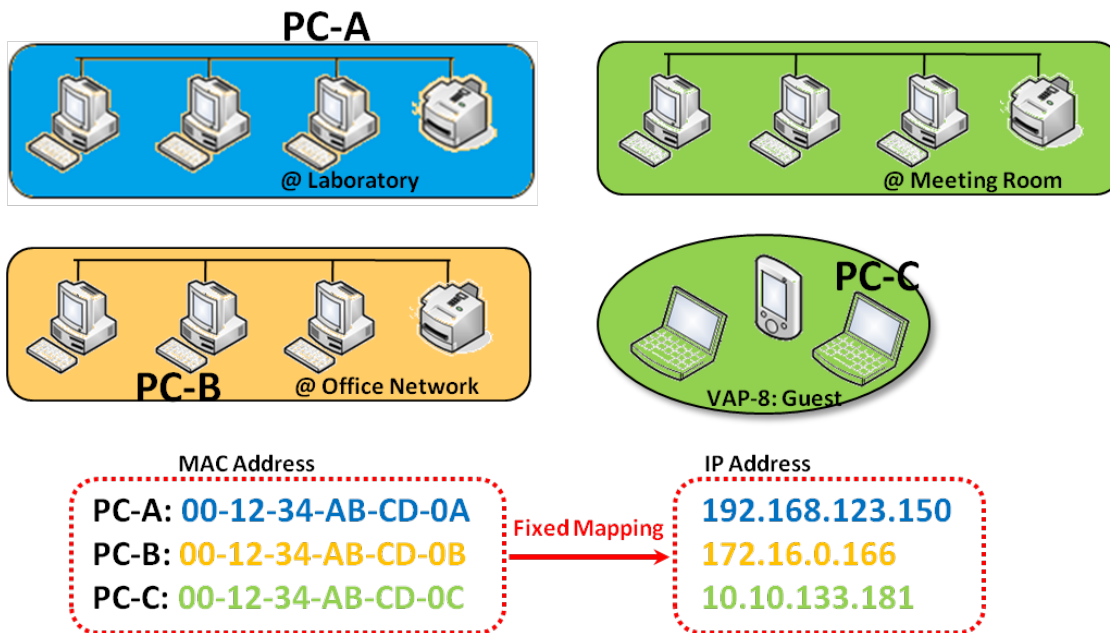 PC-A
@ Laboratory
@ Meeting Room
PC-B
@ Office Network
PC-C
VAP-8: Guest
MAC Address
PC-A: 00-12-34-AB-CD-0A
PC-B: 00-12-34-AB-CD-0B
PC-C: 00-12-34-AB-CD-0C
Fixed Mapping
IP Address
192.168.123.150
172.16.0.166
10.10.133.181